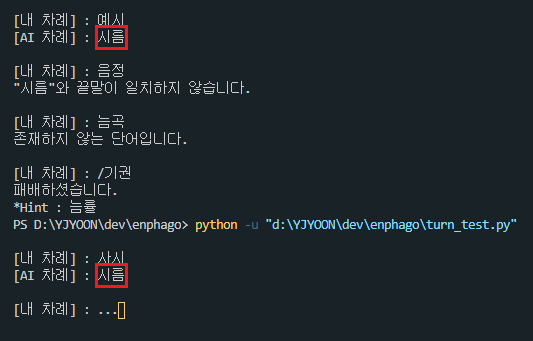 [내 차례] : 예시
[AI 차례] : 시름
[내 차례] : 음정
"시름"와 끝말이 일치하지 않습니다.
[내 차례] : 늠곡
존재하지 않는 단어입니다.
[내 차례] : /기권
패배하셨습니다.
*Hint : 늠률
PS D:\YJYOON\dev\enphago> python -u "d:\YJYOON\dev\enphago\turn_test.py"
[내 차례] : 사시
[AI 차례] : 시름
[내 차례] : ...